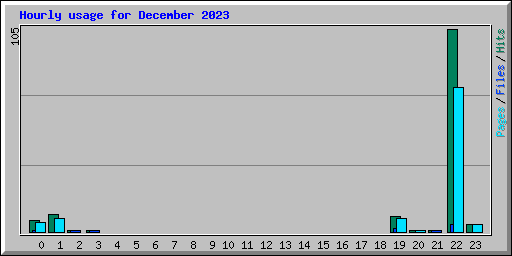 Hourly usage for December 2023
105
Pages/Files/Hits
0 1 2 3 4 5 6 7 8 9 10 11 12 13 14 15 16 17 18 19 20 21 22 23